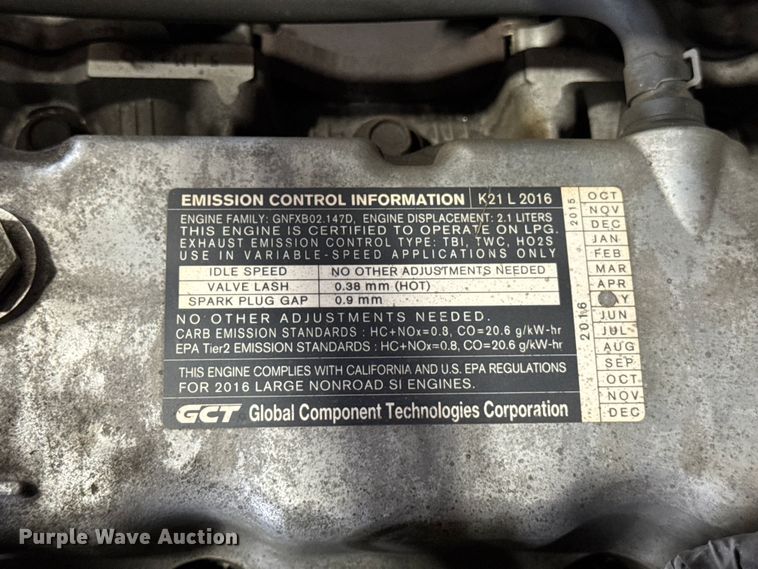 EMISSION CONTROL INFORMATION K21 L 2016
ENGINE FAMILY: GNFXB02.147D, ENGINE DISPLACEMENT: 2.1 LITERS
THIS ENGINE IS CERTIFIED TO OPERATE ON LPG.
EXHAUST EMISSION CONTROL TYPE: TBI, TWC, HO2S
USE IN VARIABLE-SPEED APPLICATIONS ONLY
IDLE SPEED NO OTHER ADJUSTMENTS NEEDED
VALVE LASH 0.38 mm (HOT)
SPARK PLUG GAP 0.9 mm
NO OTHER ADJUSTMENTS NEEDED.
CARB EMISSION STANDARDS : HC+NOx=0.8, CO=20.6 g/kW-hr
EPA Tier2 EMISSION STANDARDS : HC+NOx=0.8, CO=20.6 g/kW-hr
THIS ENGINE COMPLIES WITH CALIFORNIA AND U.S. EPA REGULATIONS
FOR 2016 LARGE NONROAD SI ENGINES.
GCT Global Component Technologies Corporation
2015
OCT
NOV
DEC
2016
JAN
FEB
MAR
APR
JUN
JUL
AUG
SEP
OCT
NOV
DEC
Purple Wave Auction